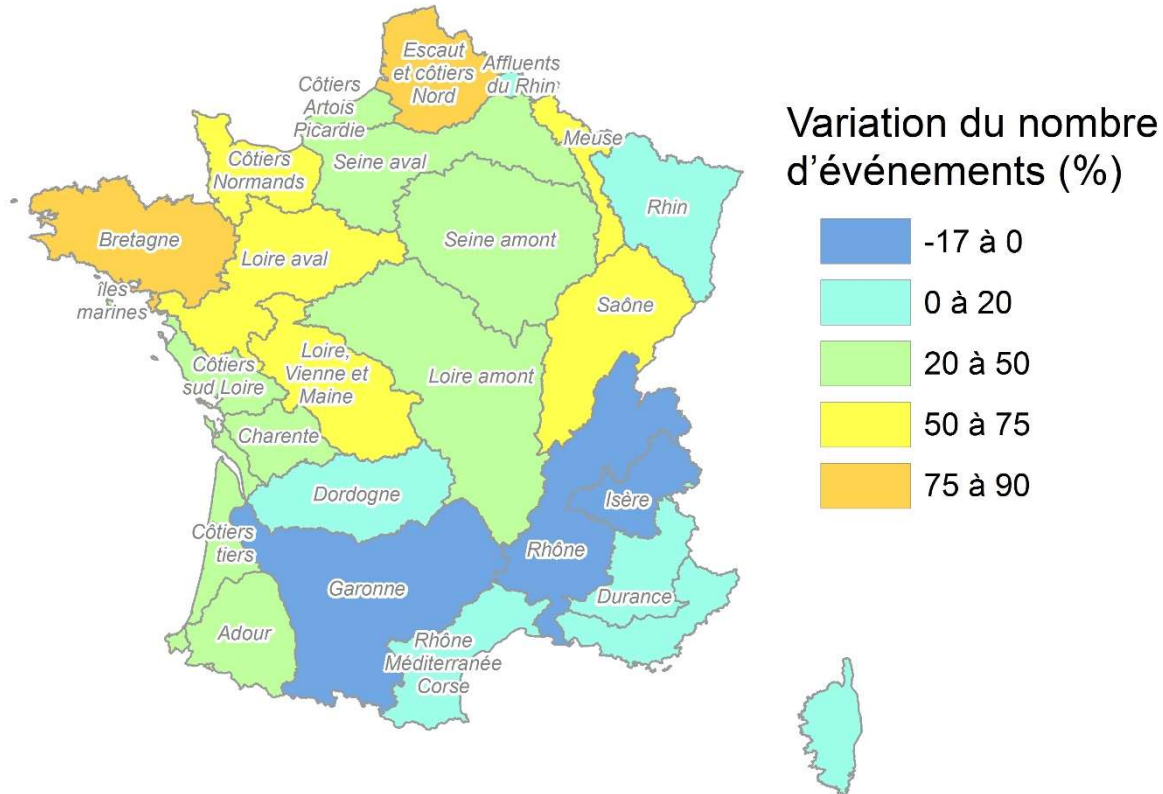 Escaut
et côtiers
Nord
Affluents
du Rhin
Côtiers
Artois
Picardie
Meuse
Seine aval
Côtiers
Normands
Rhin
Bretagne
Seine amont
Loire aval
îles
marines
Saône
Loire,
Vienne et
Maine
Côtiers
sud Loire
Loire amont
Charente
Dordogne
Isère
Côtiers
tiers
Rhône
Garonne
Durance
Adour
Rhône
Méditerranée
Corse
Variation du nombre
d’événements (%)
-17 à 0
0 à 20
20 à 50
50 à 75
75 à 90